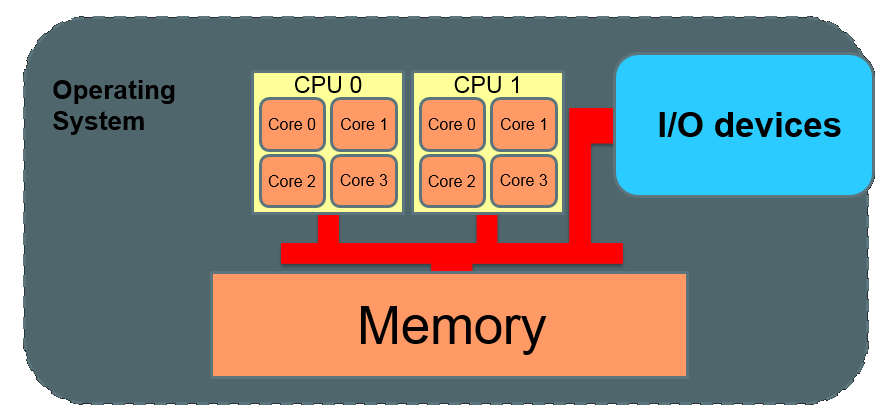 Operating
System
CPU 0
Core 0
Core 1
Core 2
Core 3
CPU 1
Core 0
Core 1
Core 2
Core 3
I/O devices
Memory